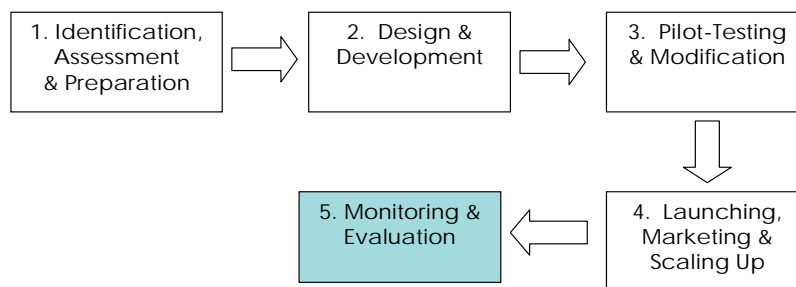 1. Identification,
Assessment
& Preparation
2. Design &
Development
3. Pilot-Testing
& Modification
4. Launching,
Marketing &
Scaling Up
5. Monitoring &
Evaluation